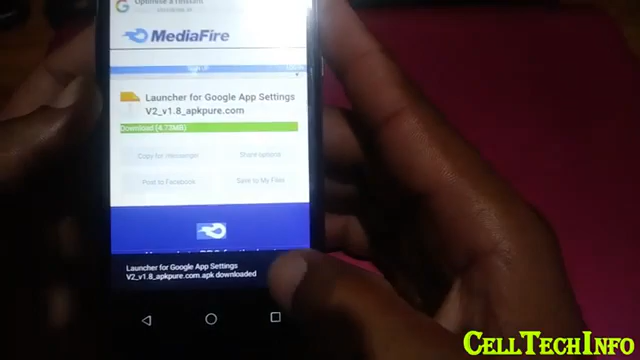 MediaFire
Launcher for Google App Settings
V2_v1.8_apkpure.com
Download (4.73MB)
Copy for messenger
Share options
Post to Facebook
Save to My Files
Launcher for Google App Settings
V2_v1.8_apkpure.com.apk downloaded
CellTechInfo